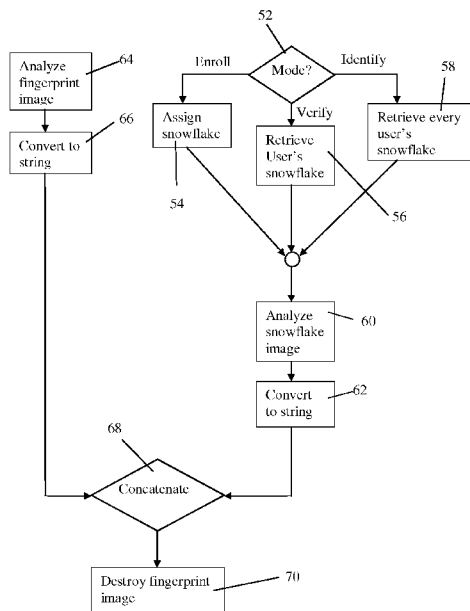 52
Mode?
Enroll
Identify
Verify
64
Analyze
fingerprint
image
66
Convert to
string
Assign
snowflake
54
Retrieve
User's
snowflake
56
58
Retrieve every
user's
snowflake
Analyze
snowflake
image
60
Convert
to string
62
68
Concatenate
Destroy fingerprint
image
70